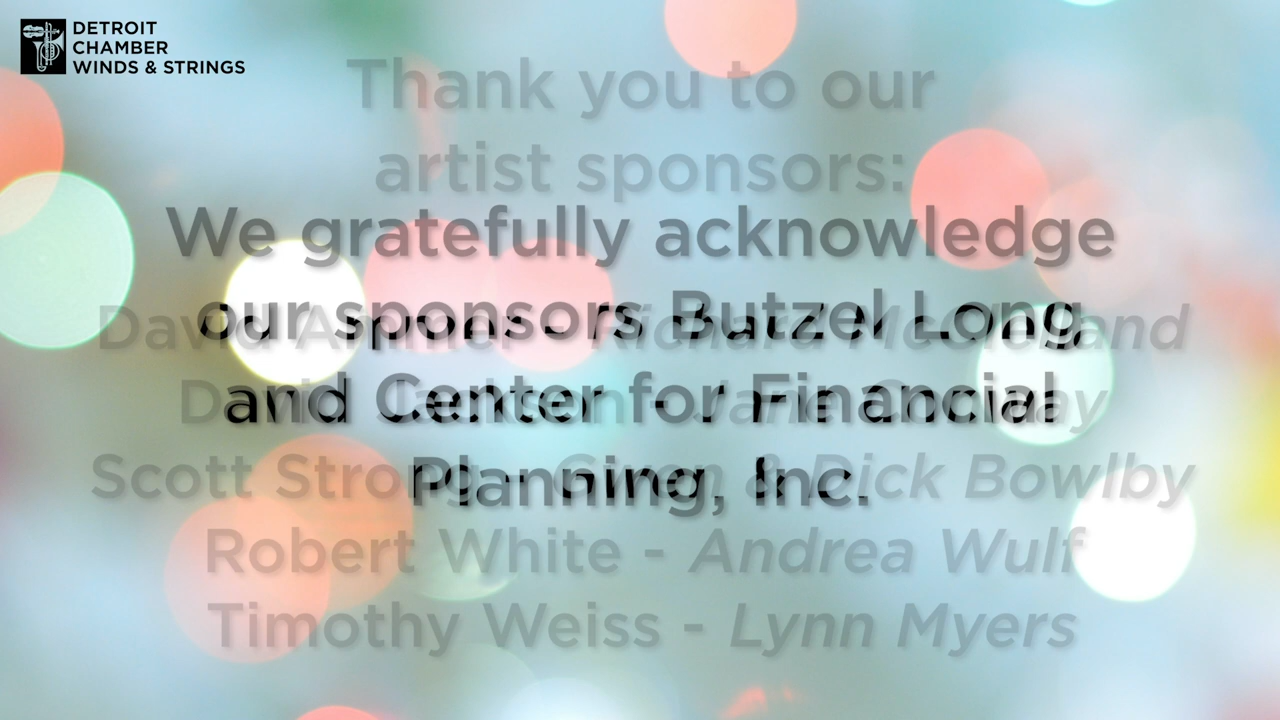 DETROIT
CHAMBER
WINDS & STRINGS
Thank you to our
artist sponsors:
We gratefully acknowledge
our sponsors Butzel Long
and Center for Financial
Planning, Inc.
David
Scott & Dick Bowlby
Robert White - Andrea Wulf
Timothy Weiss - Lynn Myers